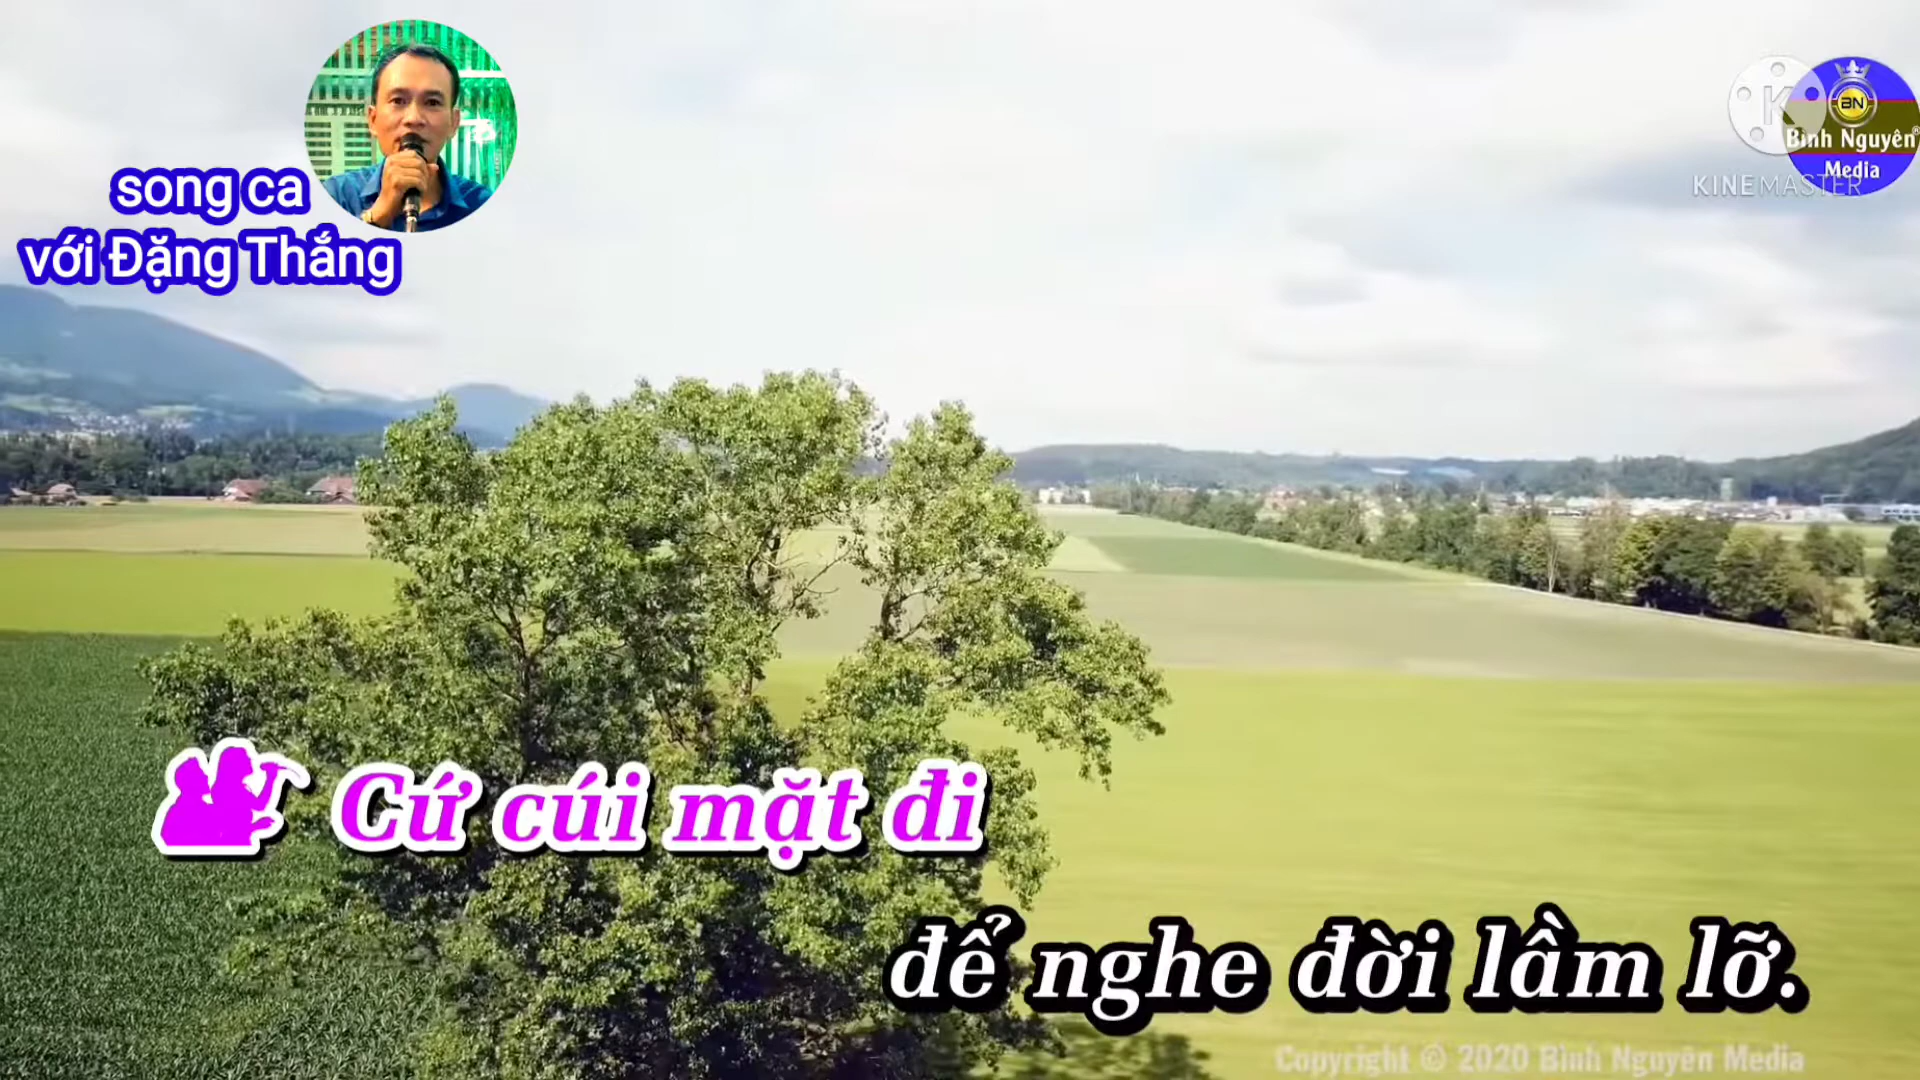 song ca
với Đặng Thắng
K
BN
Bình Nguyên®
Media
KINEMASTER
Cứ cúi mặt đi
để nghe đời lầm lỡ.
Copyright © 2020 Bình Nguyên Media